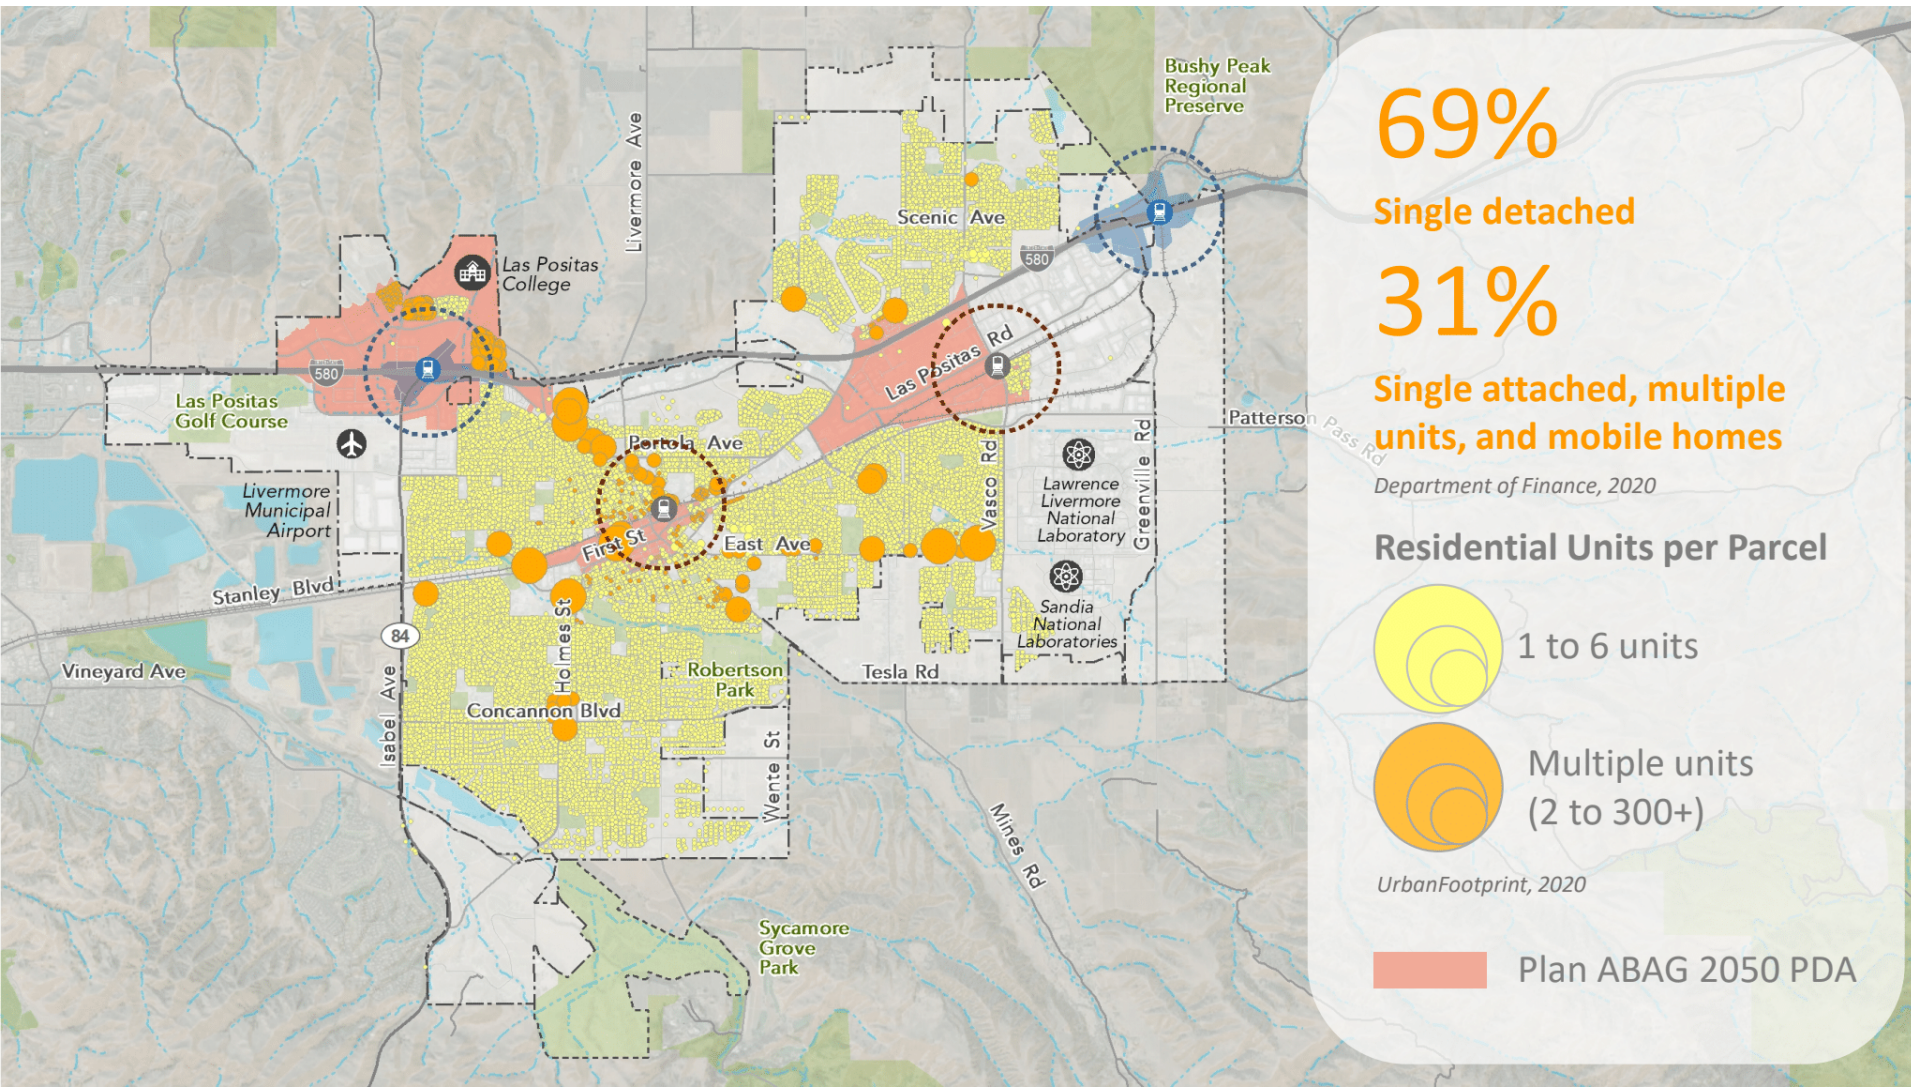 Bushy Peak
Regional
Preserve
Livermore Ave
Scenic Ave
580
Las Positas
College
580
Las Positas Rd
Las Positas
Golf Course
Portola Ave
Patterson Pass Rd
Livermore
Municipal
Airport
First St
East Ave
Vasco Rd
Lawrence
Livermore
National
Laboratory
Greenville Rd
Stanley Blvd
84
Holmes St
Sandia
National
Laboratories
Vineyard Ave
Isabel Ave
Robertson
Park
Tesla Rd
Concannon Blvd
Wente St
Mines Rd
Sycamore
Grove
Park
69%
Single detached
31%
Single attached, multiple
units, and mobile homes
Department of Finance, 2020
Residential Units per Parcel
1 to 6 units
Multiple units
(2 to 300+)
UrbanFootprint, 2020
Plan ABAG 2050 PDA